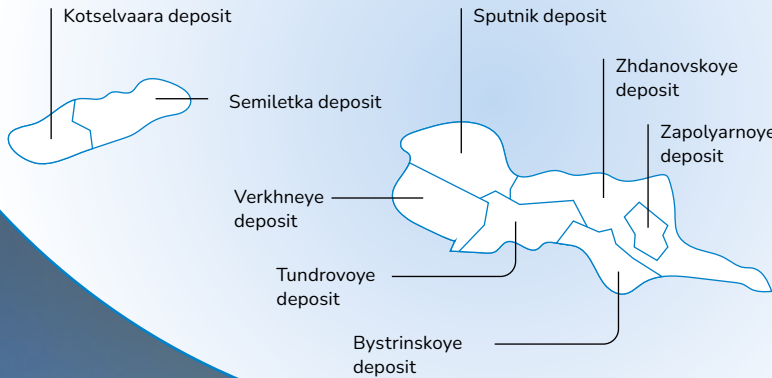 Kotselvaara deposit
Sputnik deposit
Semiletka deposit
Zhdanovskoye
deposit
Zapolyarnoye
deposit
Verkhneye
deposit
Tundrovoye
deposit
Bystrinskoye
deposit